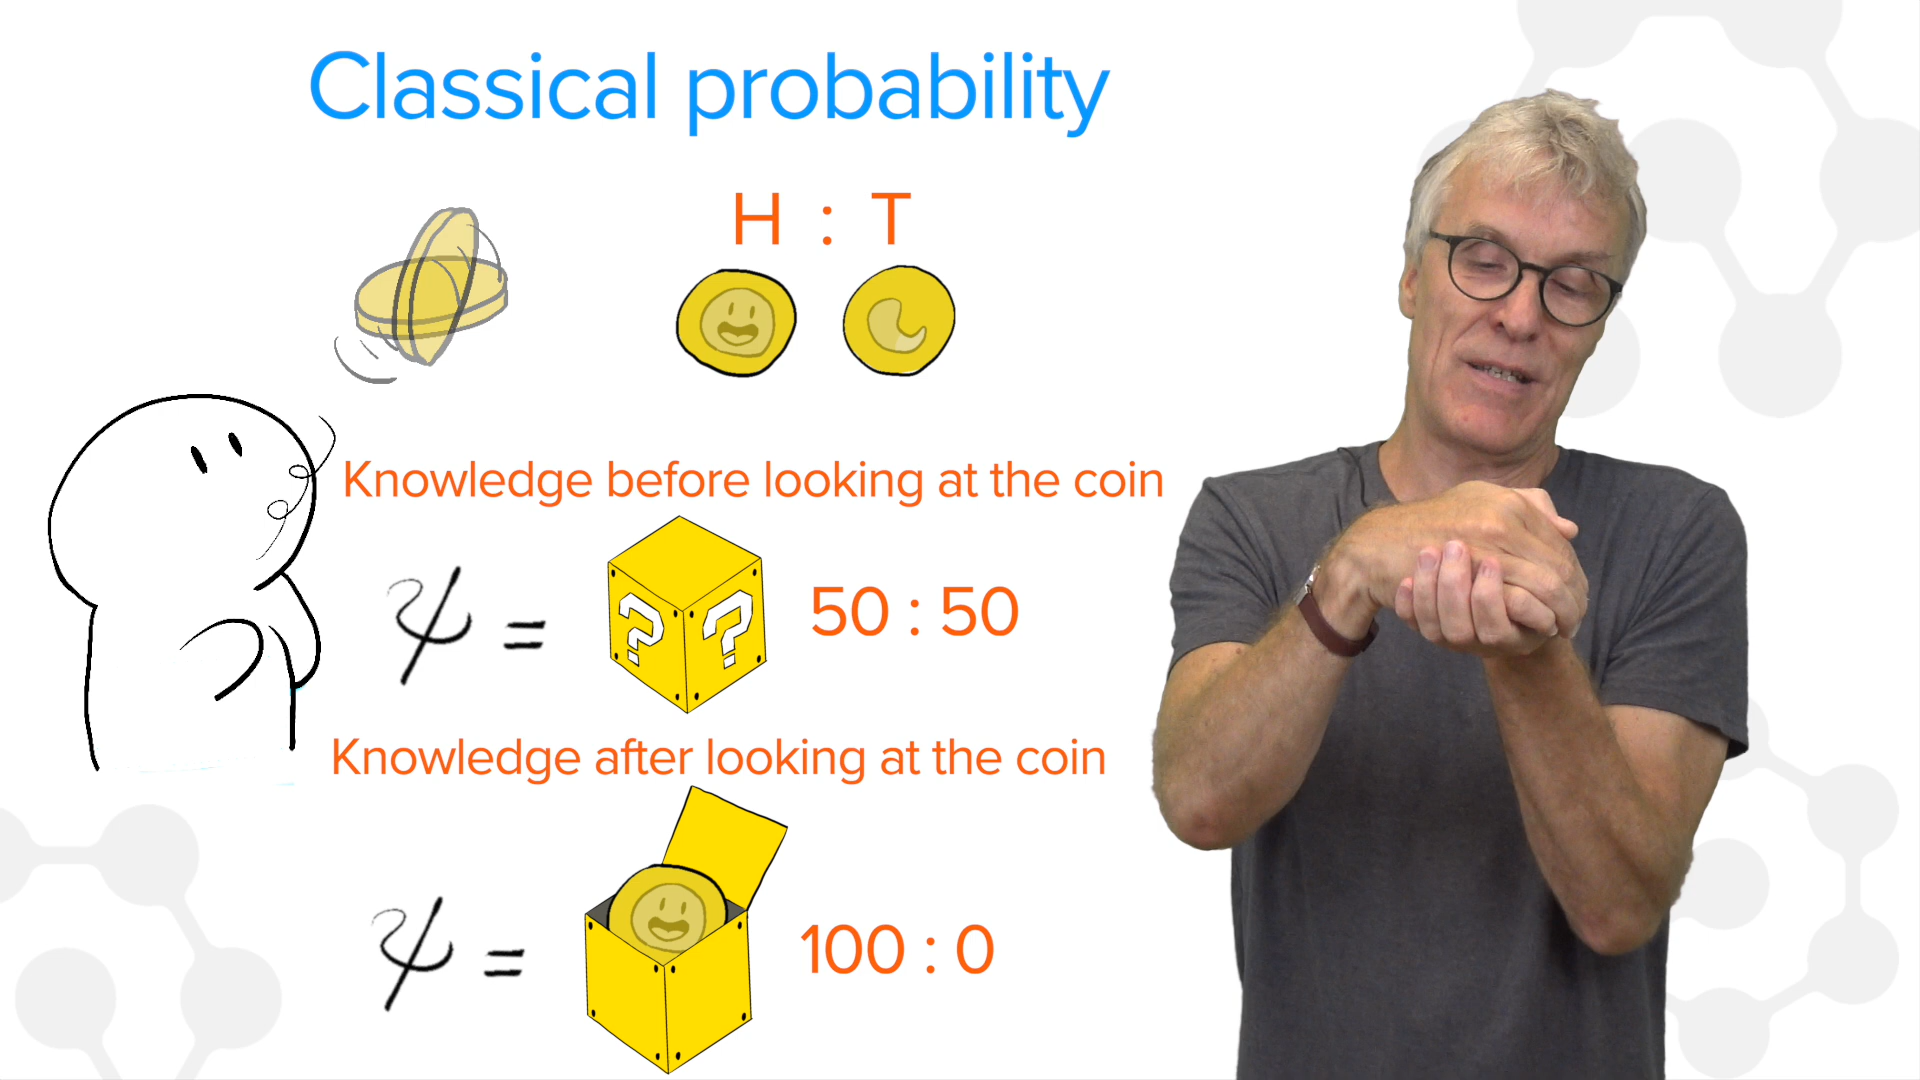 Classical probability
H : T
Knowledge before looking at the coin
ψ = ? ? 50 : 50
Knowledge after looking at the coin
ψ = 100 : 0